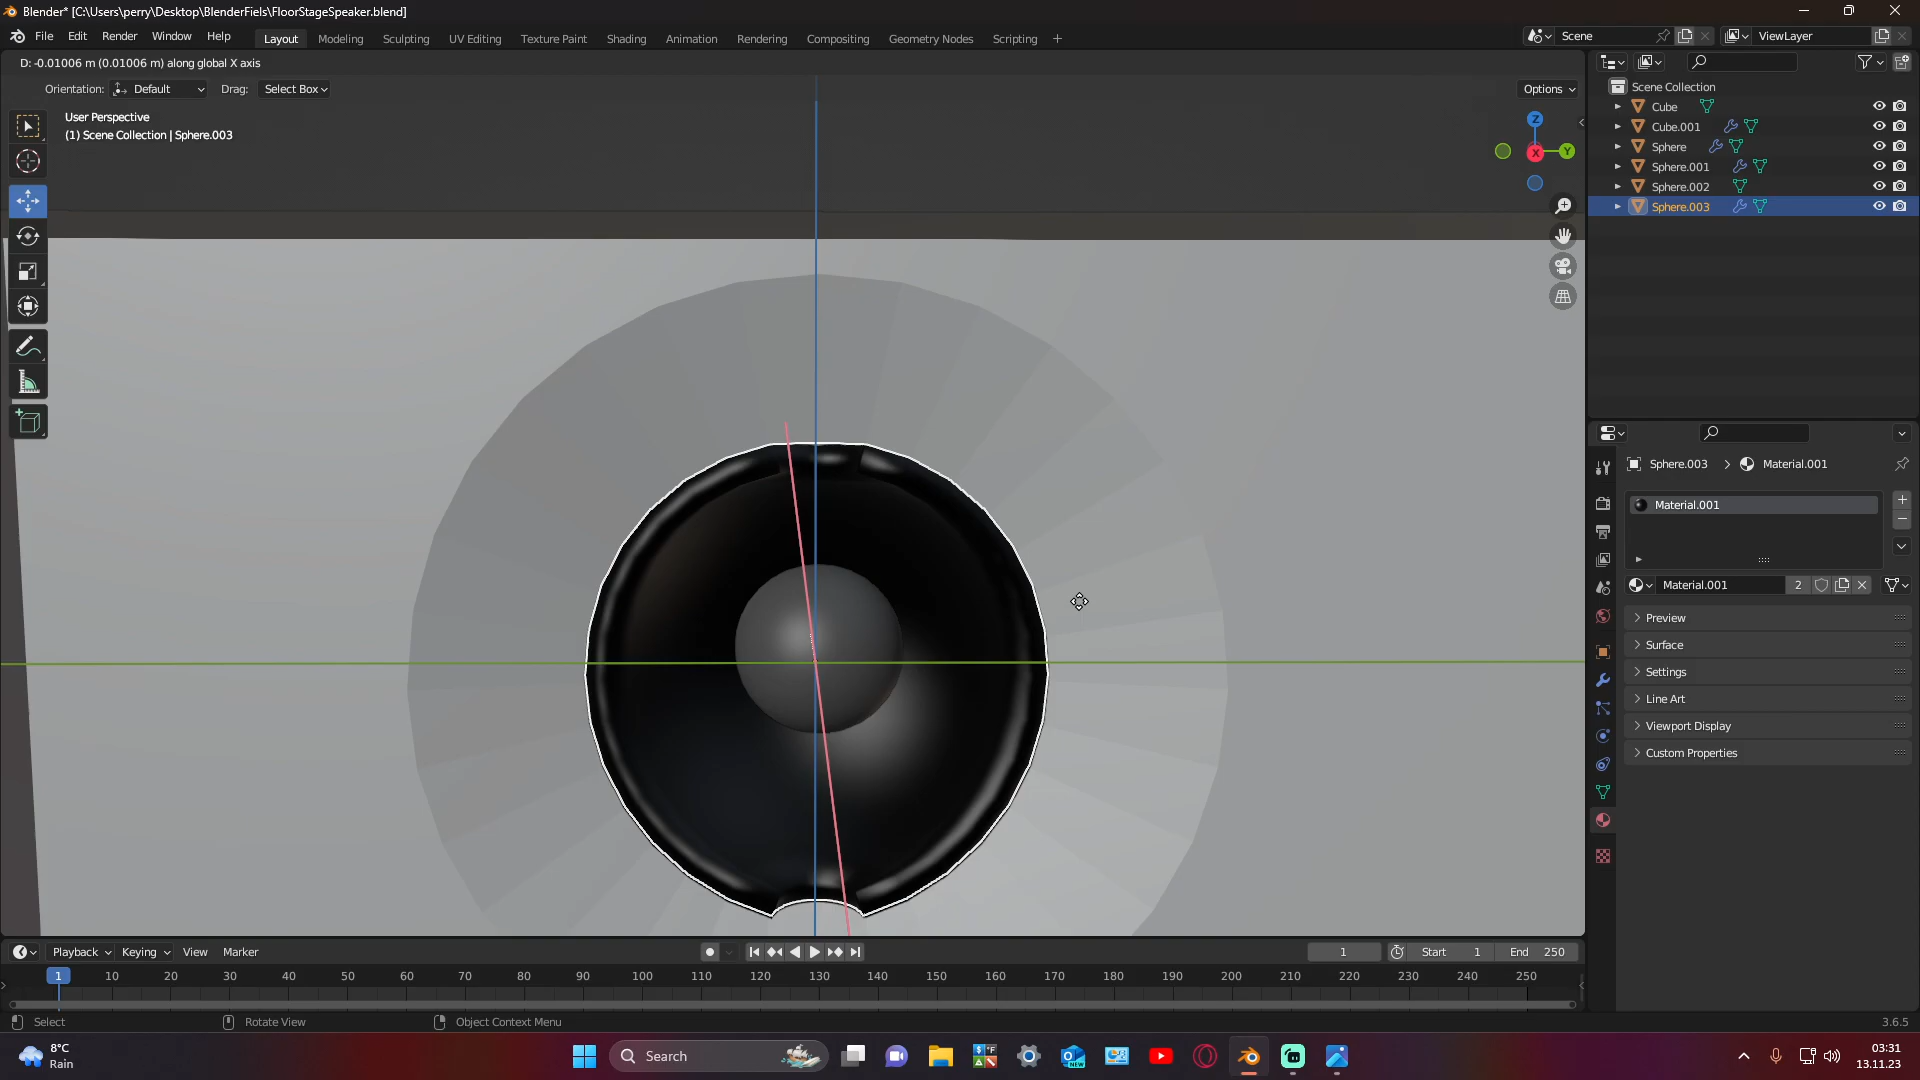 Blender* [C:\Users\perry\Desktop\BlenderFiels\FloorStageSpeaker.blend]
File Edit Render Window Help Layout Modeling Sculpting UV Editing Texture Paint Shading Animation Rendering Compositing Geometry Nodes Scripting + Scene ViewLayer
D: -0.01006 m (0.01006 m) along global X axis
Orientation: Default Drag: Select Box Options
User Perspective
(1) Scene Collection | Sphere.003
Z
X
Y
Scene Collection
Cube
Cube.001
Sphere
Sphere.001
Sphere.002
Sphere.003
Sphere.003 > Material.001
Material.001
Material.001 2
Preview
Surface
Settings
Line Art
Viewport Display
Custom Properties
Playback Keying View Marker 1 Start 1 End 250
1 10 20 30 40 50 60 70 80 90 100 110 120 130 140 150 160 170 180 190 200 210 220 230 240 250
Select Rotate View Object Context Menu 3.6.5
8°C
Rain
Search
NEW
03:31
13.11.23